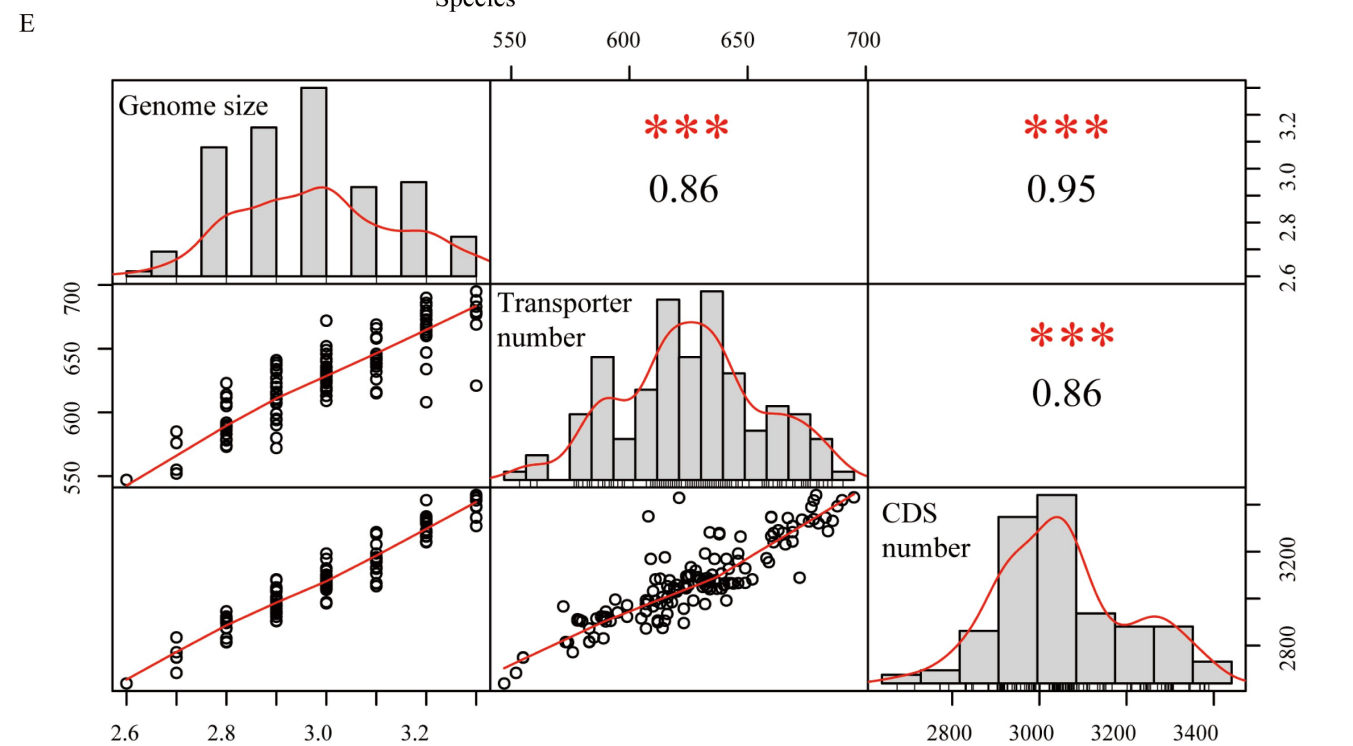 Species
E
550 600 650 700
Genome size
***
0.86
***
0.95
2.6 2.8 3.0 3.2
550 600 650 700
Transporter
number
***
0.86
CDS
number
2800 3200
2.6 2.8 3.0 3.2
2800 3000 3200 3400